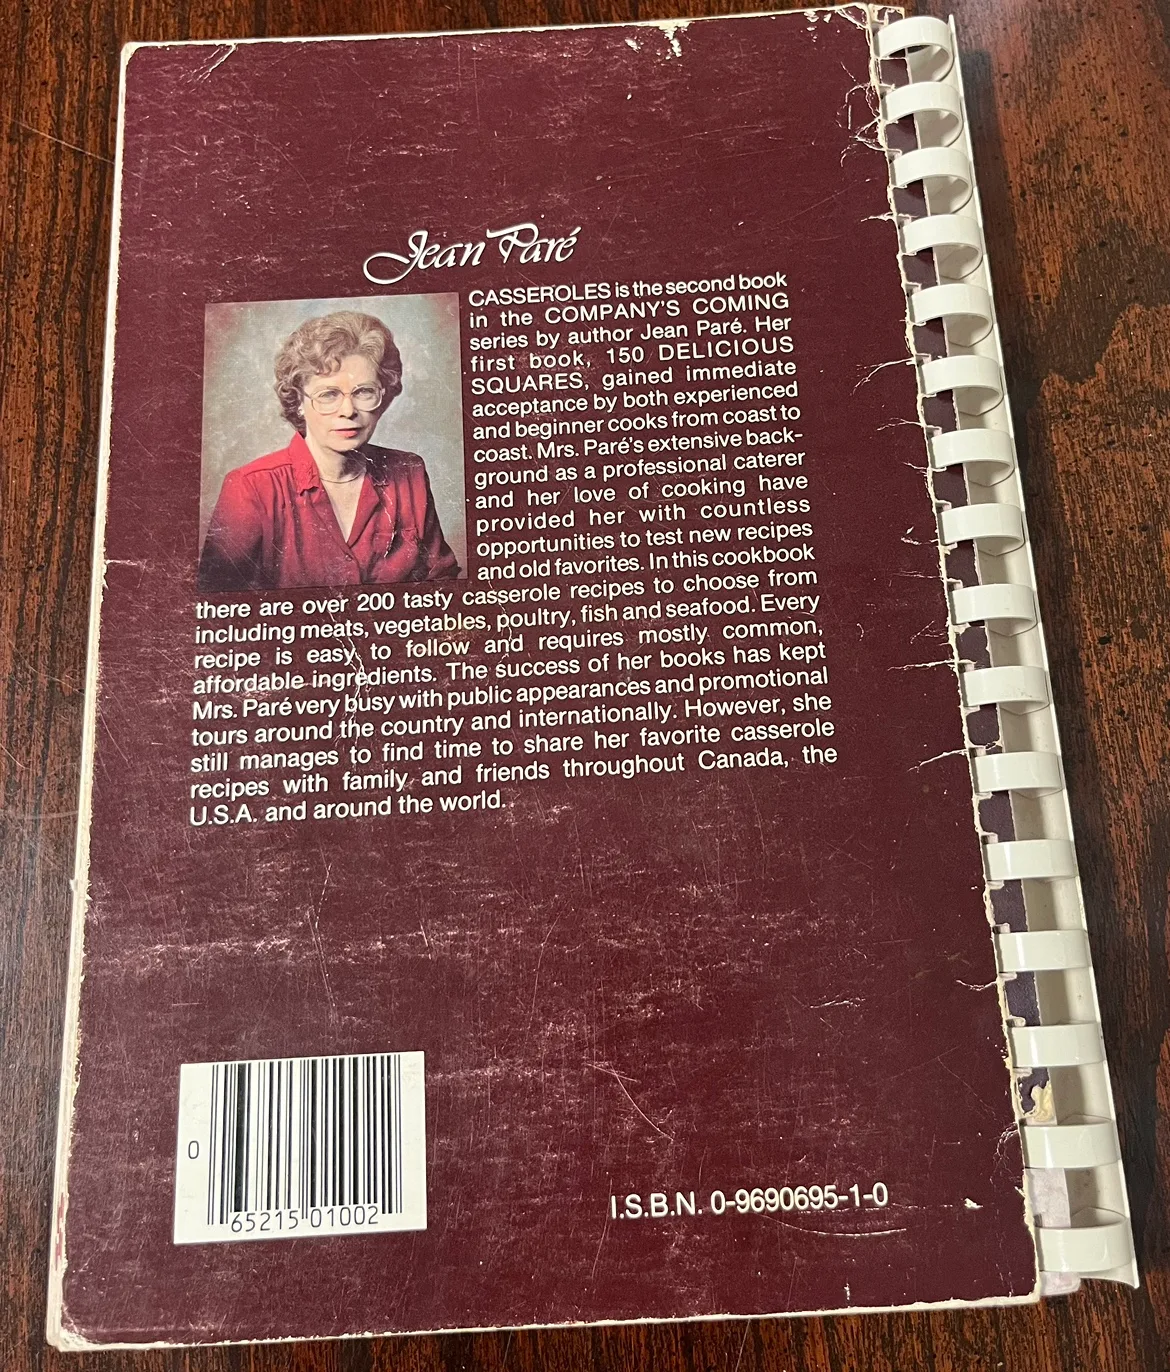 Jean Paré
CASSEROLES is the second book
in the COMPANY'S COMING
series by author Jean Paré. Her
first book, 150 DELICIOUS
SQUARES, gained immediate
acceptance by both experienced
and beginner cooks from coast to
coast. Mrs. Paré's extensive back-
ground as a professional caterer
and her love of cooking have
provided her with countless
opportunities to test new recipes
and old favorites. In this cookbook
there are over 200 tasty casserole recipes to choose from
including meats, vegetables, poultry, fish and seafood. Every
recipe is easy to follow and requires mostly common,
affordable ingredients. The success of her books has kept
Mrs. Paré very busy with public appearances and promotional
tours around the country and internationally. However, she
still manages to find time to share her favorite casserole
recipes with family and friends throughout Canada, the
U.S.A. and around the world.
0
65215 01002
I.S.B.N. 0-9690695-1-0